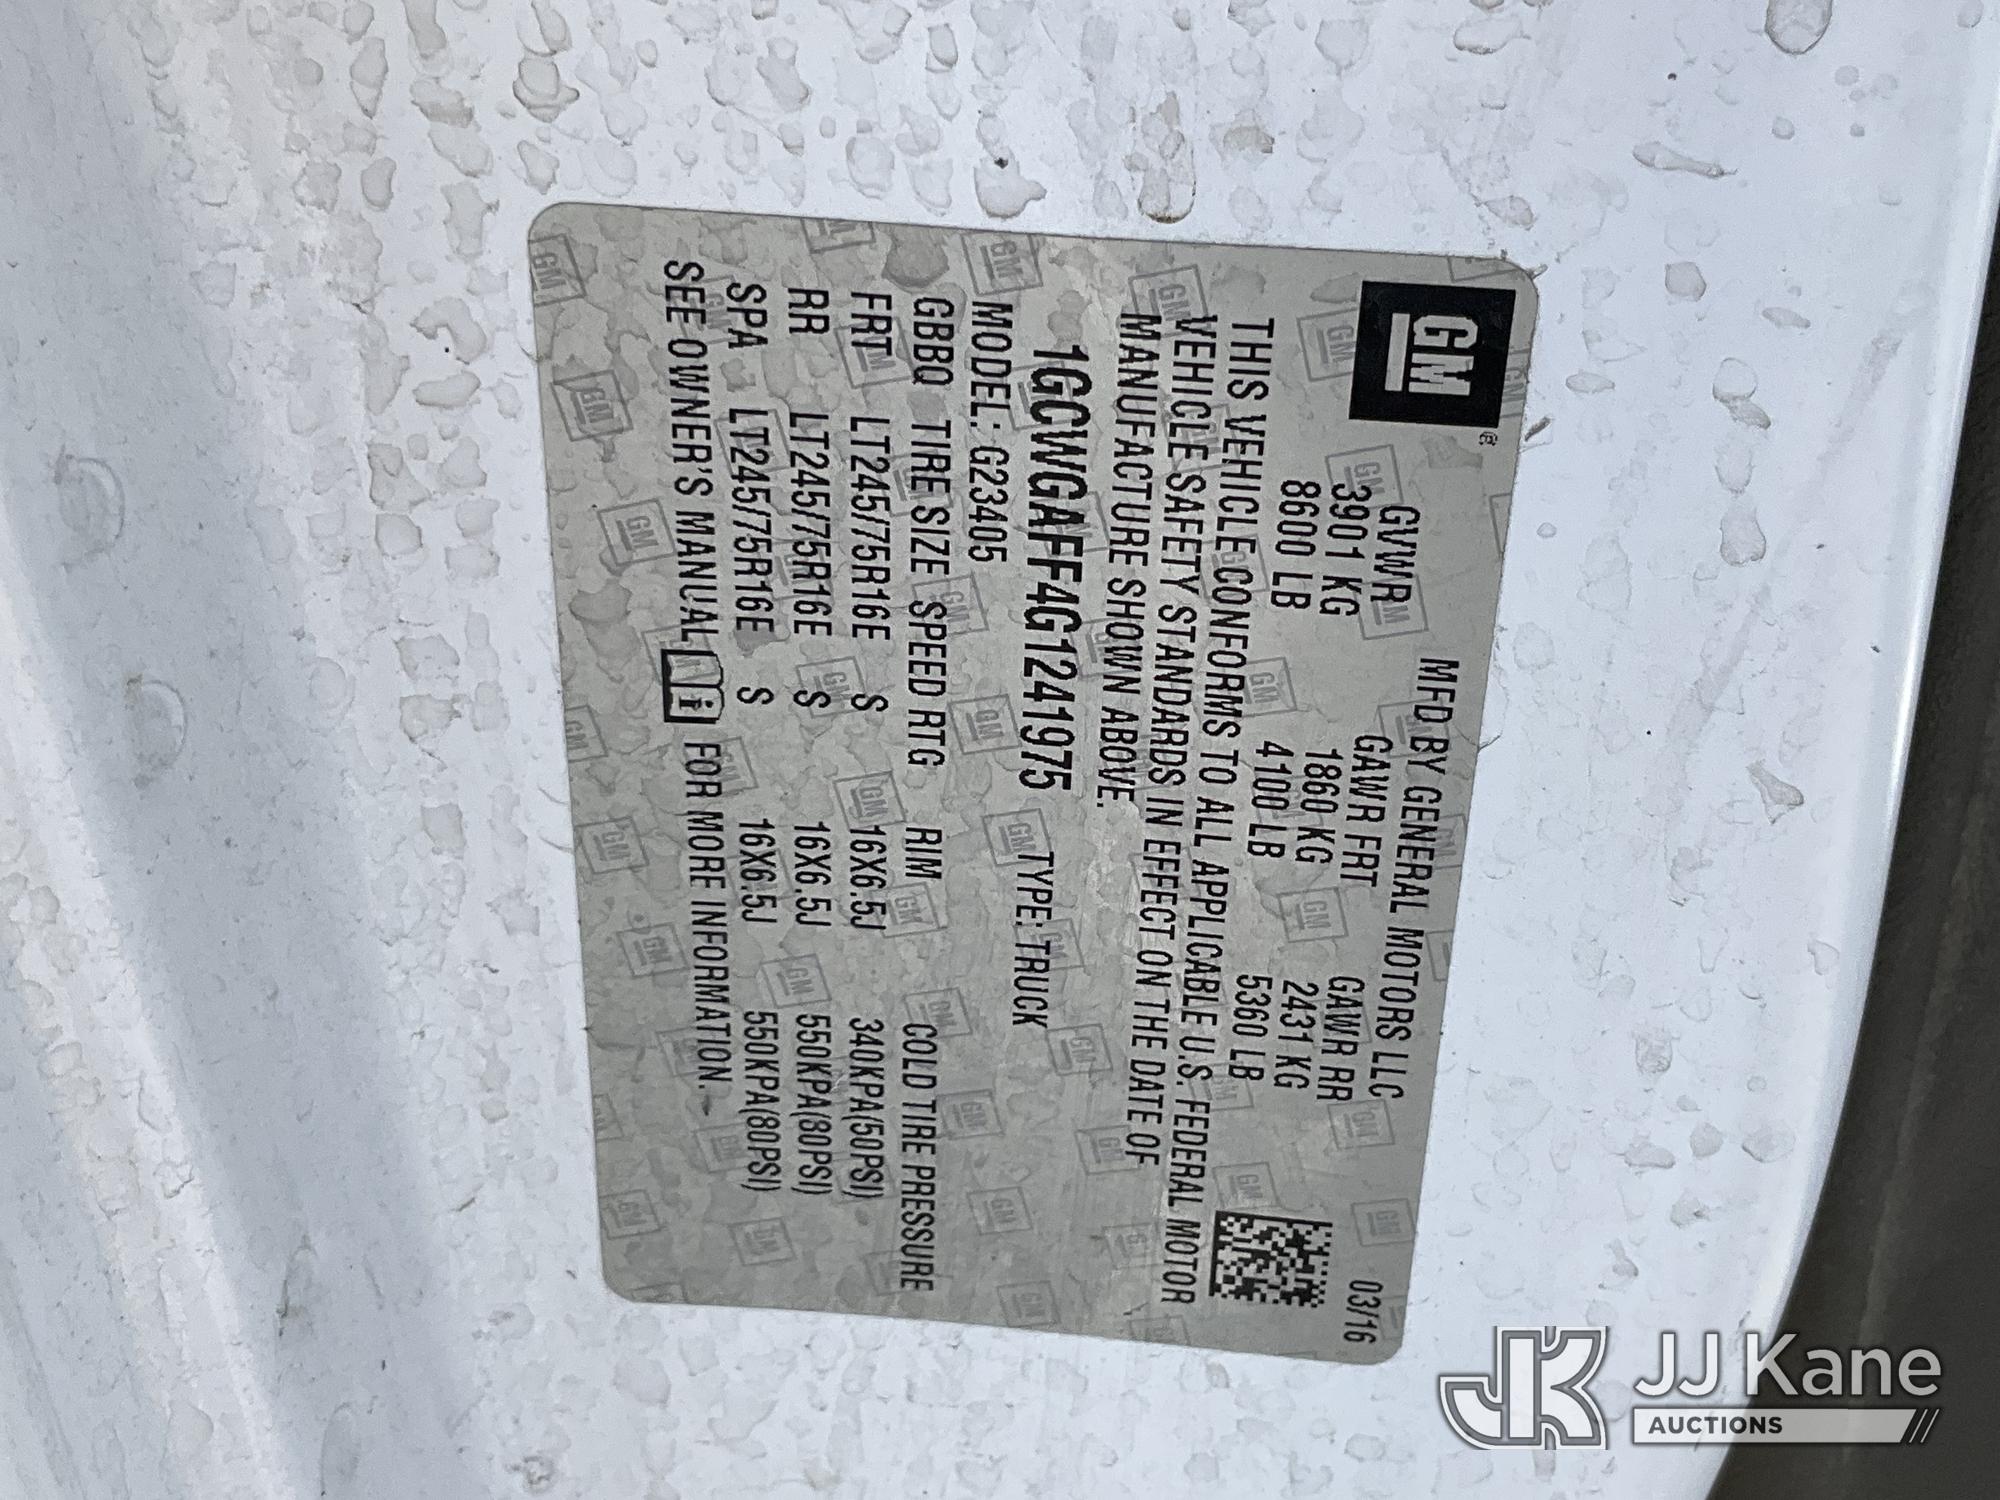 GM
MFD BY GENERAL MOTORS LLC 03/16
GVWR GAWR FRT GAWR RR
3901 KG 1860 KG 2431 KG
8600 LB 4100 LB 5360 LB
THIS VEHICLE CONFORMS TO ALL APPLICABLE U.S. FEDERAL MOTOR
VEHICLE SAFETY STANDARDS IN EFFECT ON THE DATE OF
MANUFACTURE SHOWN ABOVE.
1GCWGAFF4G1241975 TYPE: TRUCK
MODEL: G23405
GBBQ TIRE SIZE SPEED RTG RIM COLD TIRE PRESSURE
FRT LT245/75R16E S 16X6.5J 340KPA(50PSI)
RR LT245/75R16E S 16X6.5J 550KPA(80PSI)
SPA LT245/75R16E S 16X6.5J 550KPA(80PSI)
SEE OWNER'S MANUAL i FOR MORE INFORMATION.
JK JJ Kane
AUCTIONS